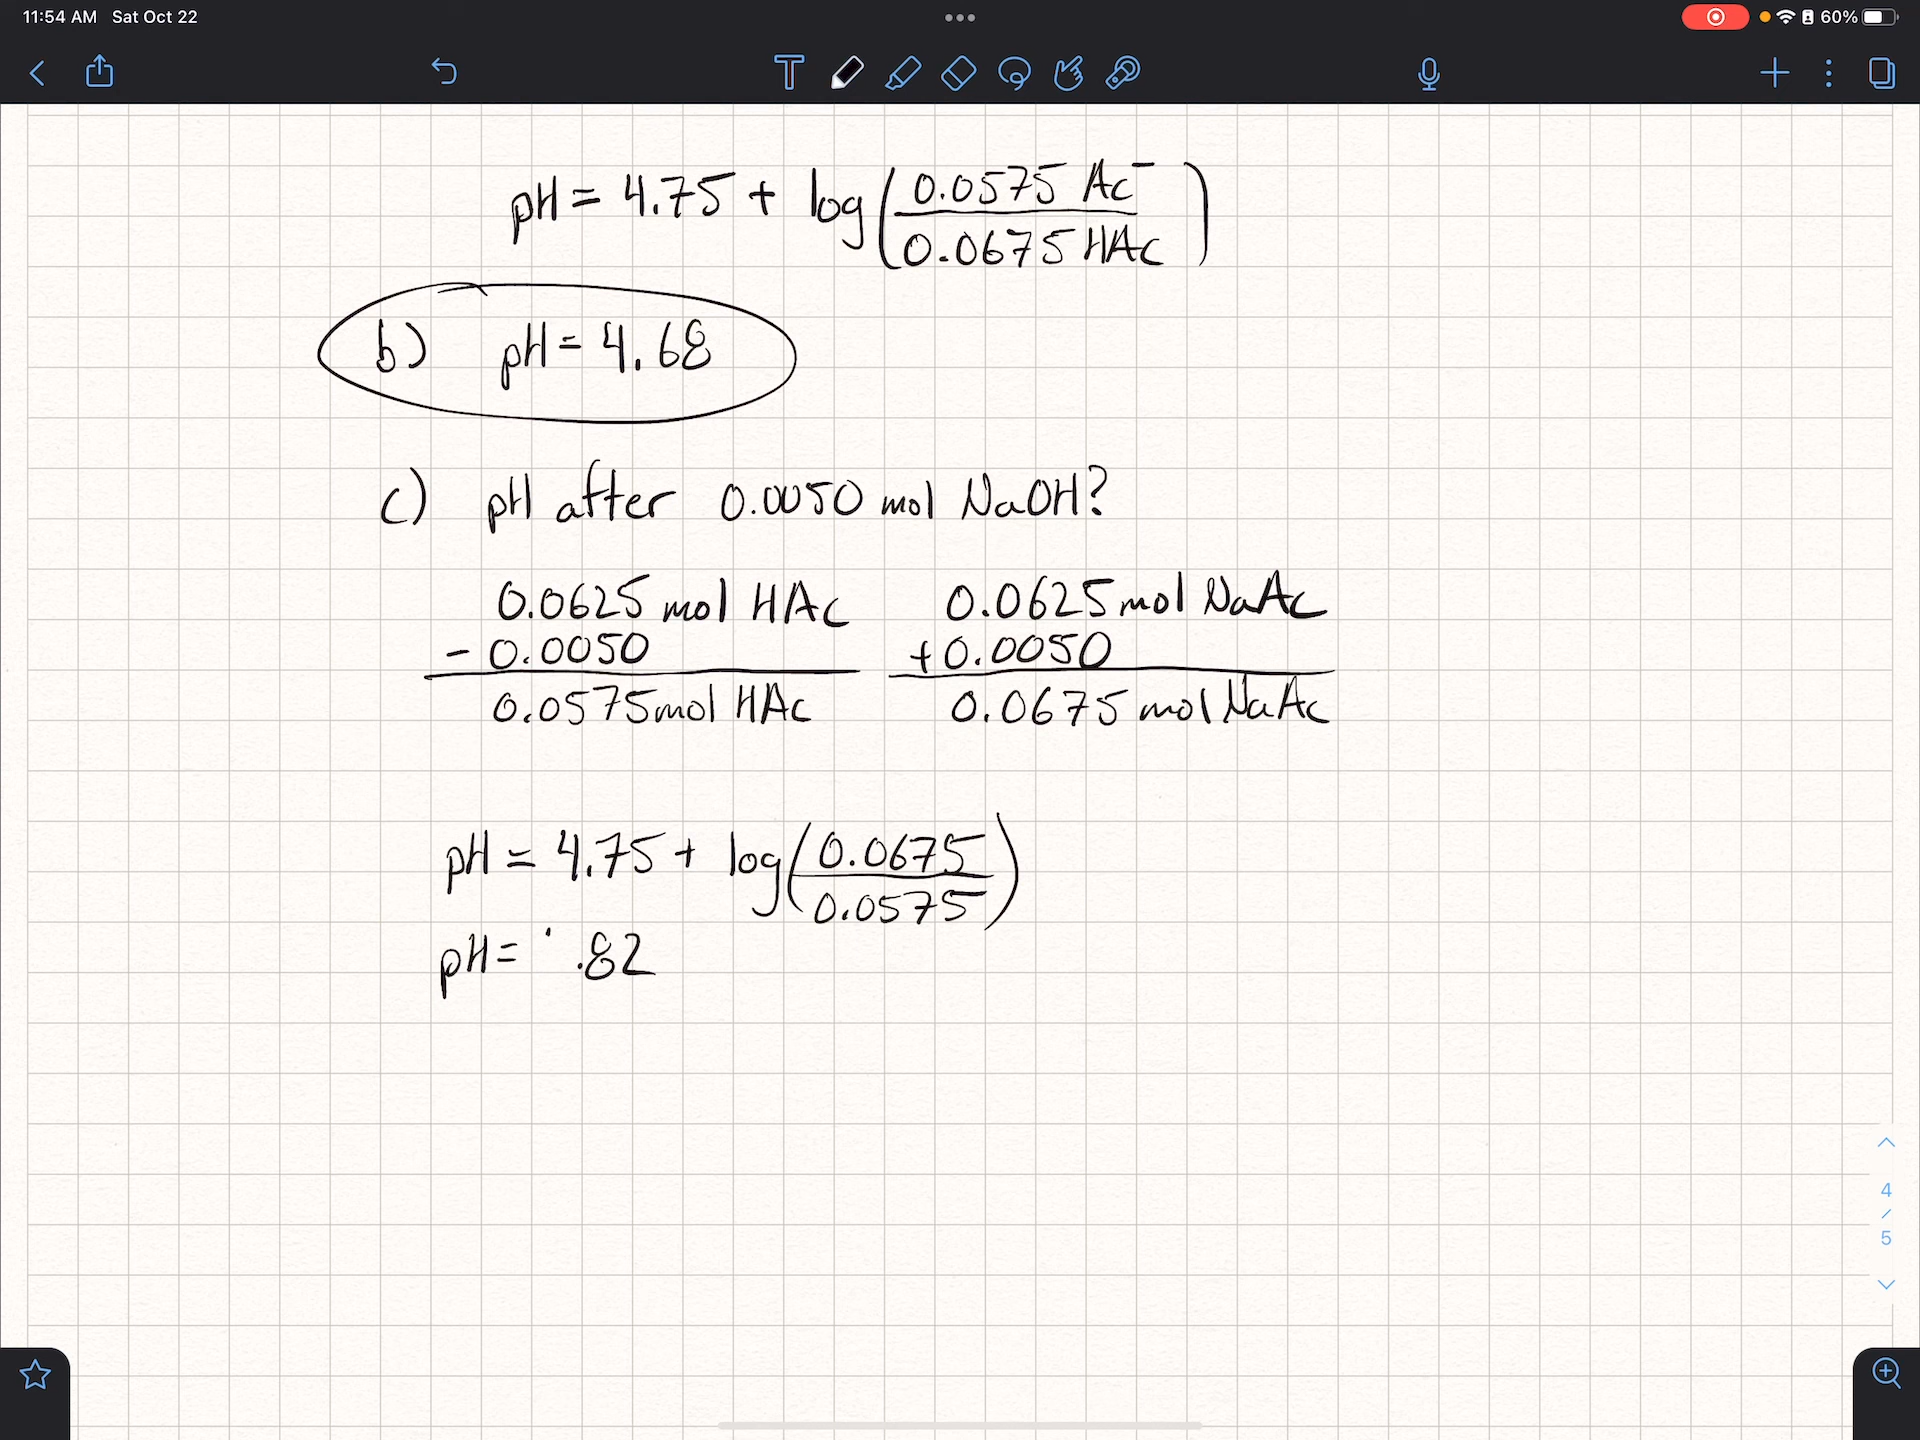 11:54 AM Sat Oct 22
60%
pH = 4.75 + log(0.0575 Ac⁻ / 0.0675 HAc)
b) pH = 4.68
c) pH after 0.0050 mol NaOH?
0.0625 mol HAc 0.0625 mol NaAc
- 0.0050 + 0.0050
0.0575 mol HAc 0.0675 mol NaAc
pH = 4.75 + log(0.0675 / 0.0575)
pH = .82
4
/
5